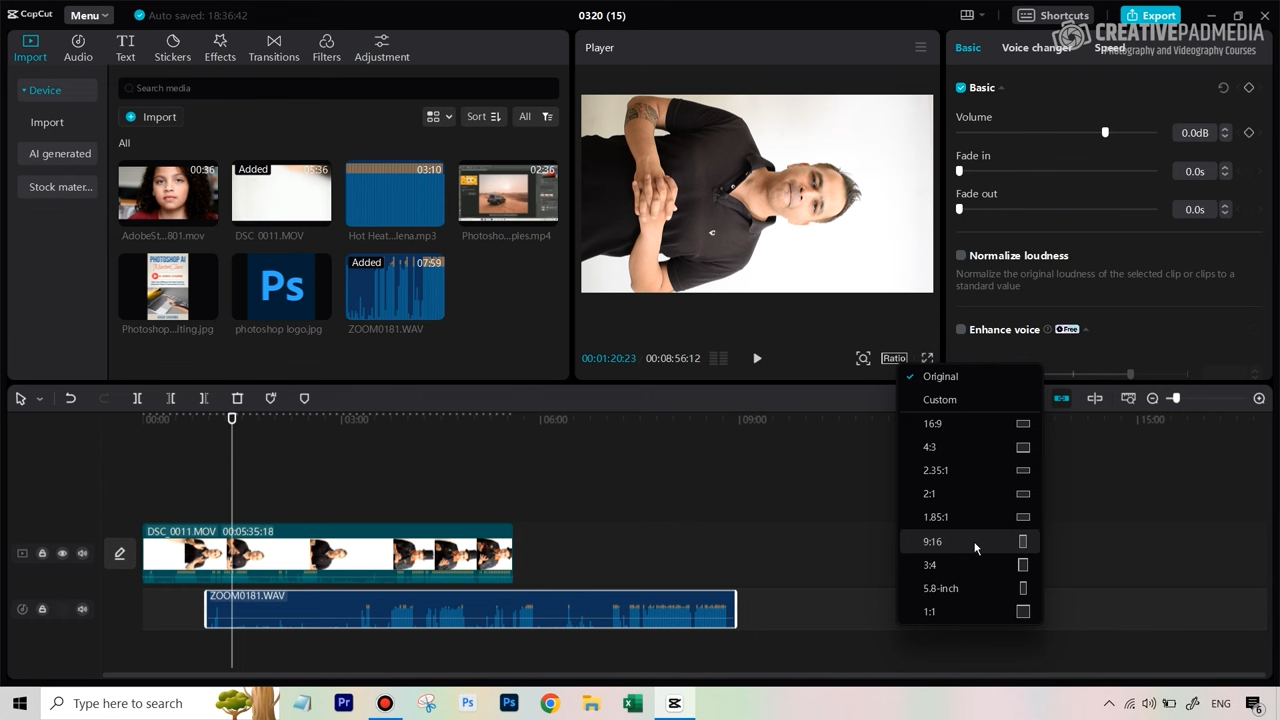 CapCut
Menu
Auto saved: 18:36:42
0320 (15)
Shortcuts
Export
CREATIVEPADMEDIA
Photography and Videography Courses
Import
Audio
Text
Stickers
Effects
Transitions
Filters
Adjustment
Device
Import
AI generated
Stock mater...
Search media
Import
Sort
All
All
00:36
AdobeSt...801.mov
Added
05:36
DSC_0011.MOV
03:10
Hot Heat...lena.mp3
02:36
Photosho...ples.mp4
PHOTOSHOP AI
Photoshop...iting.jpg
Ps
photoshop logo.jpg
Added
07:59
ZOOM0181.WAV
Player
00:01:20:23
00:08:56:12
Ratio
Basic
Voice changer
Speed
Basic
Volume
0.0dB
Fade in
0.0s
Fade out
0.0s
Normalize loudness
Normalize the original loudness of the selected clip or clips to a
standard value
Enhance voice
Free
Original
Custom
16:9
4:3
2.35:1
2:1
1.85:1
9:16
3:4
5.8-inch
1:1
00:00
03:00
06:00
09:00
15:00
DSC_0011.MOV 00:05:35:18
ZOOM0181.WAV
Type here to search
Pr
Ps
Ps
ENG
6